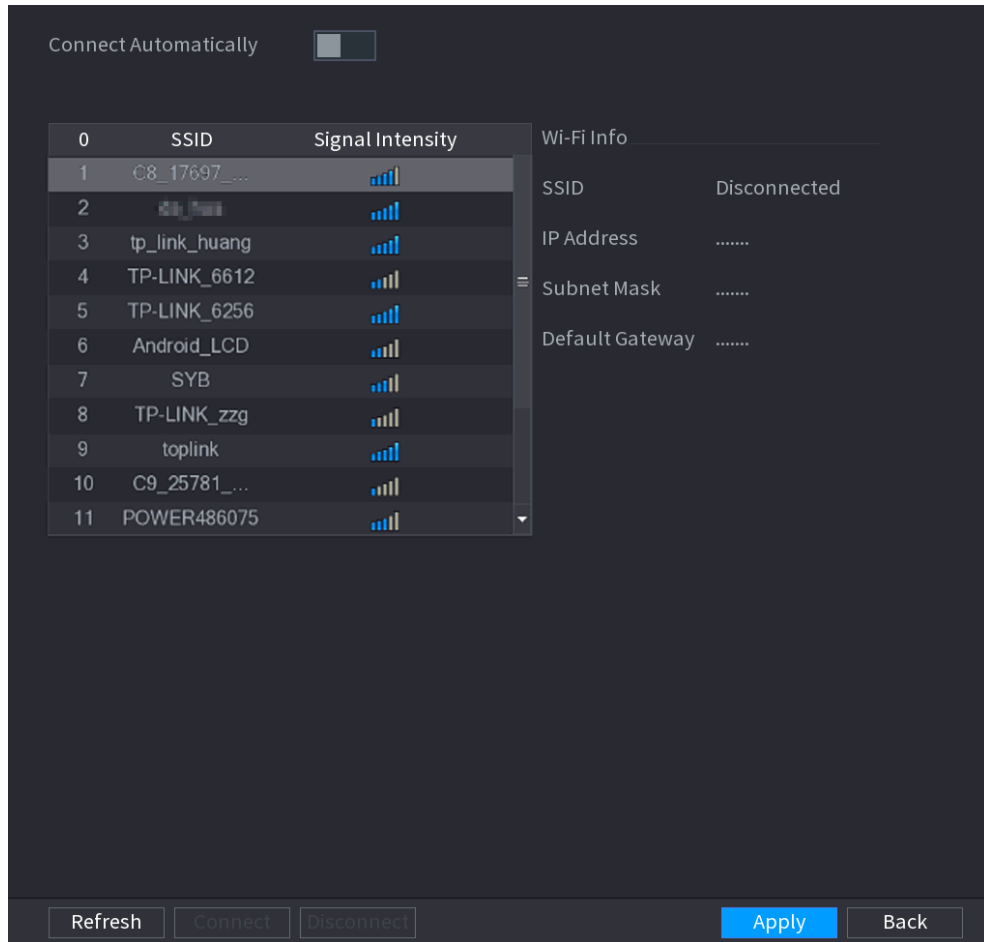 Connect Automatically
0 SSID Signal Intensity
1 C8_17697_...
2
3 tp_link_huang
4 TP-LINK_6612
5 TP-LINK_6256
6 Android_LCD
7 SYB
8 TP-LINK_zzg
9 toplink
10 C9_25781_...
11 POWER486075
Wi-Fi Info
SSID Disconnected
IP Address .......
Subnet Mask .......
Default Gateway .......
Refresh Connect Disconnect Apply Back